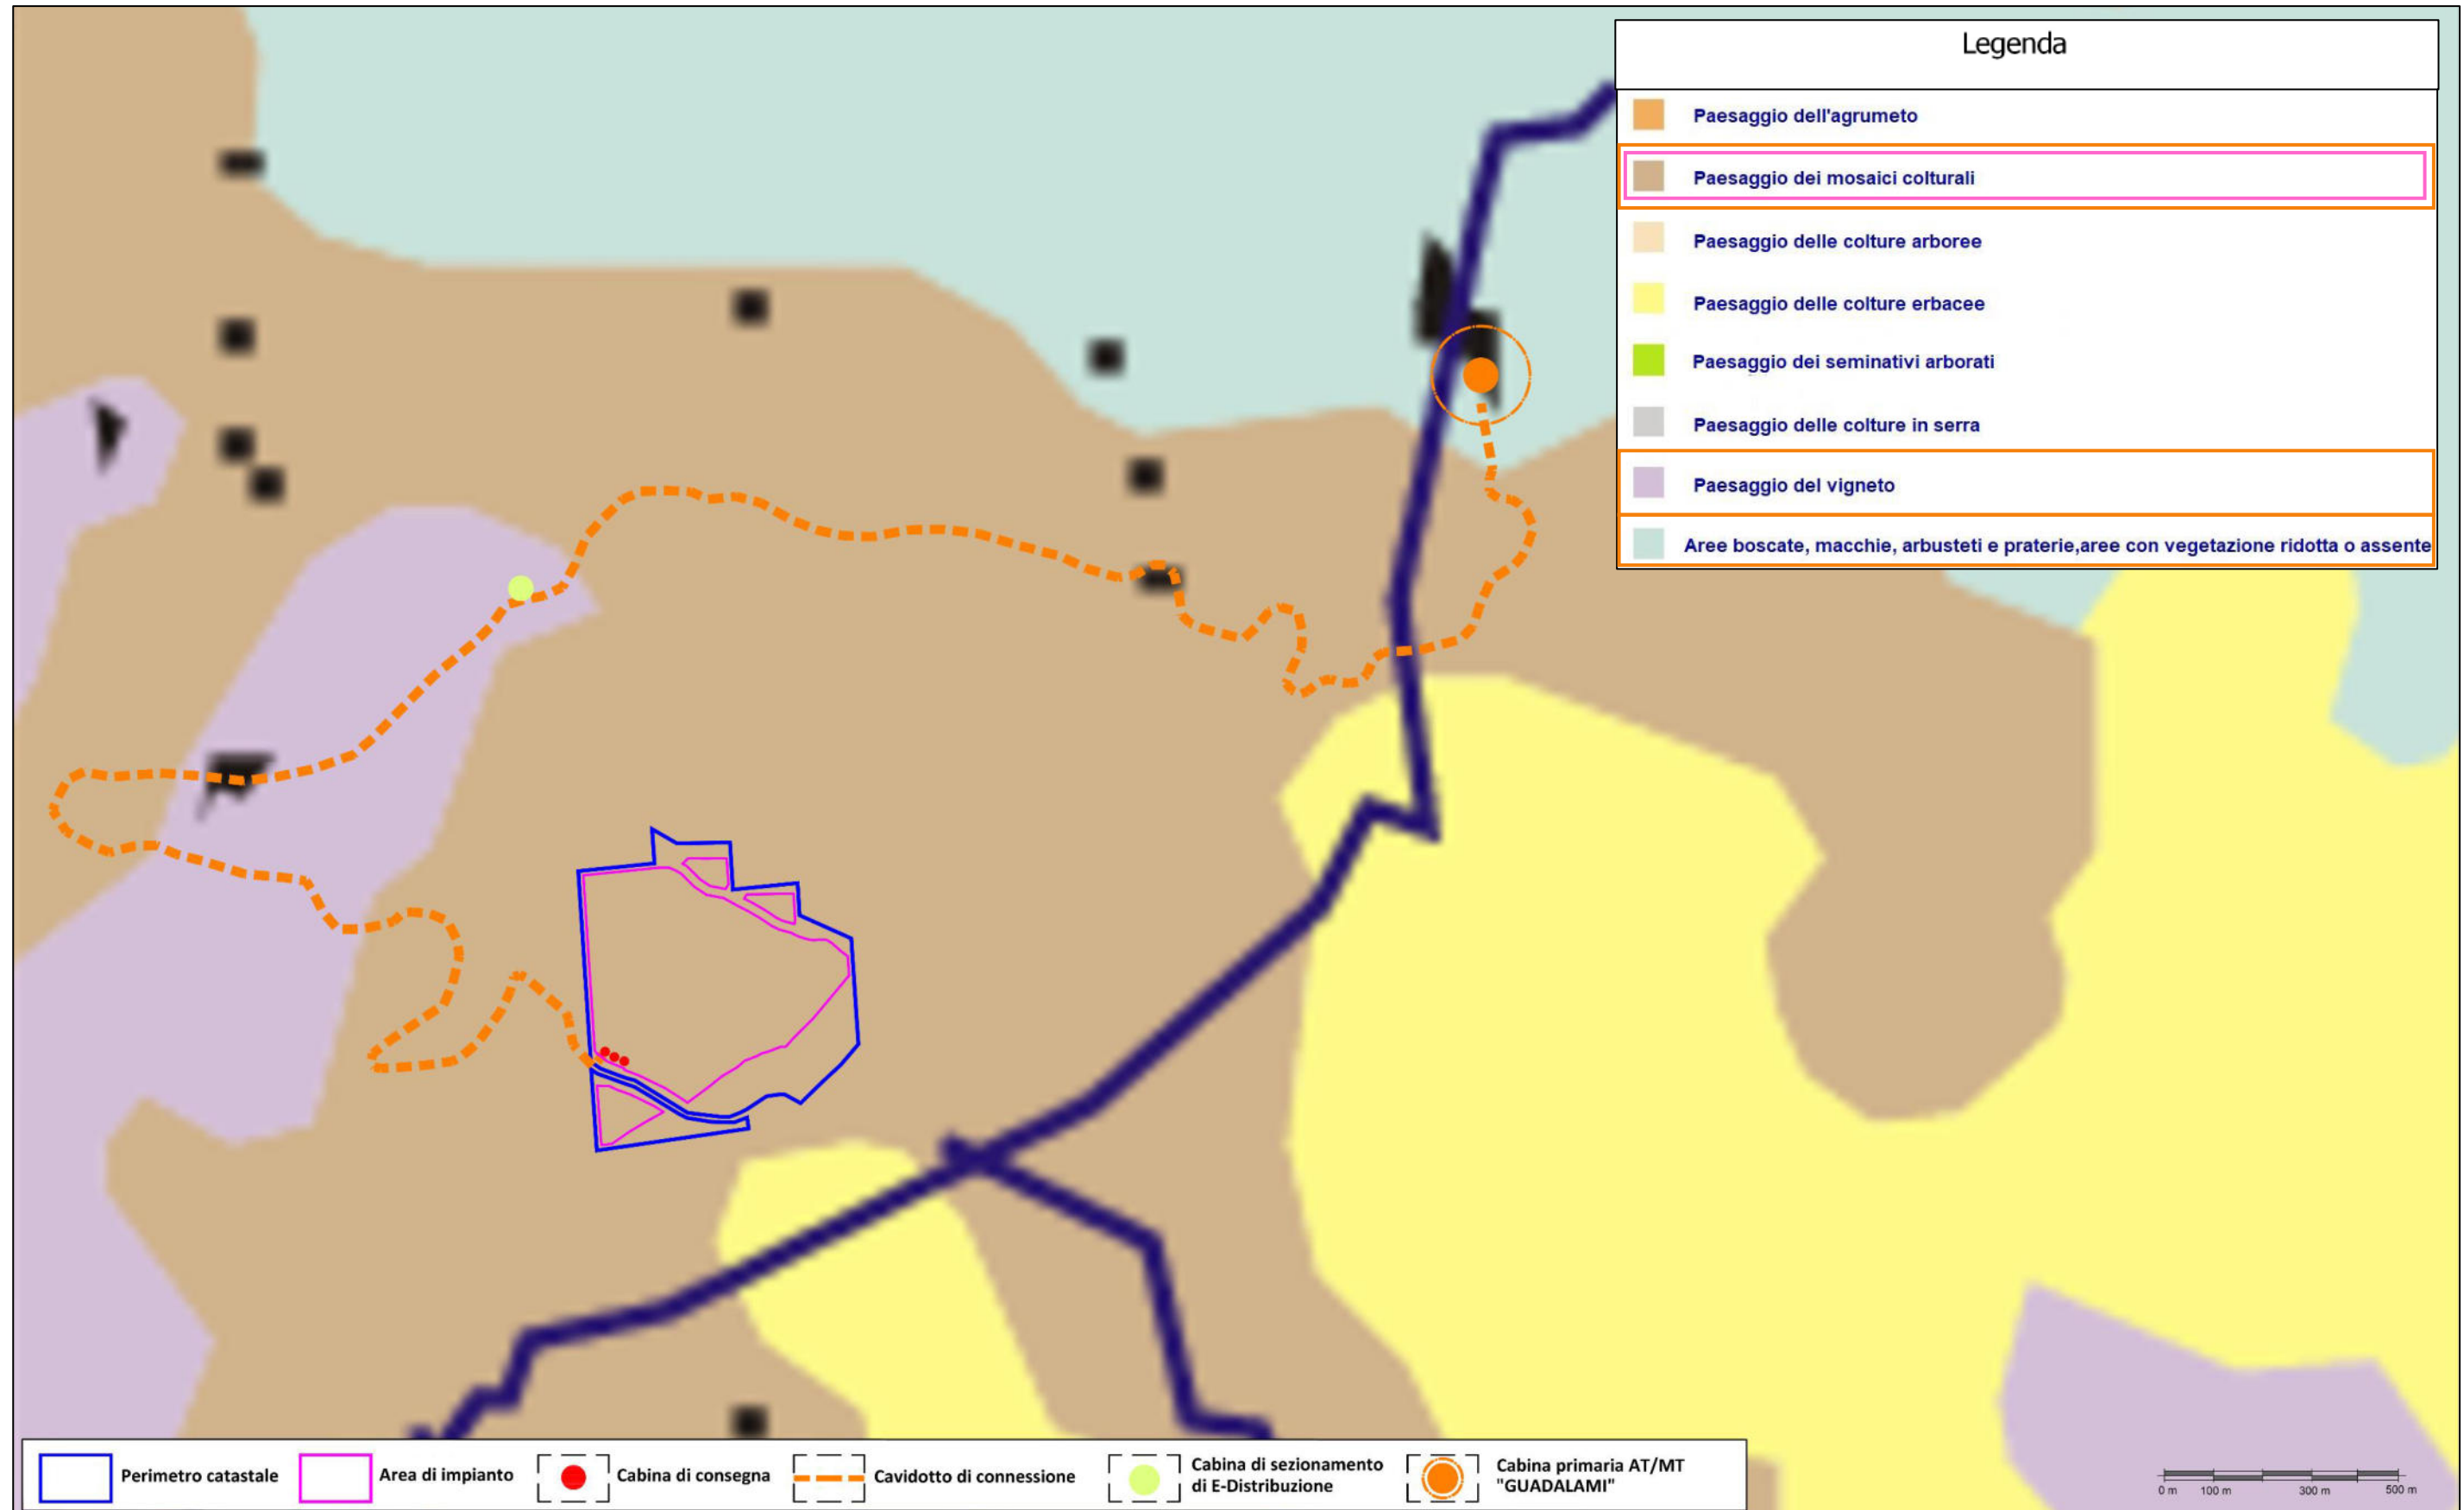 Legenda
Paesaggio dell'agrumeto
Paesaggio dei mosaici colturali
Paesaggio delle colture arboree
Paesaggio delle colture erbacee
Paesaggio dei seminativi arborati
Paesaggio delle colture in serra
Paesaggio del vigneto
Aree boscate, macchie, arbusteti e praterie,aree con vegetazione ridotta o assente
Perimetro catastale
Area di impianto
Cabina di consegna
Cavidotto di connessione
Cabina di sezionamento
di E-Distribuzione
Cabina primaria AT/MT
"GUADALAMI"
0 m 100 m 300 m 500 m